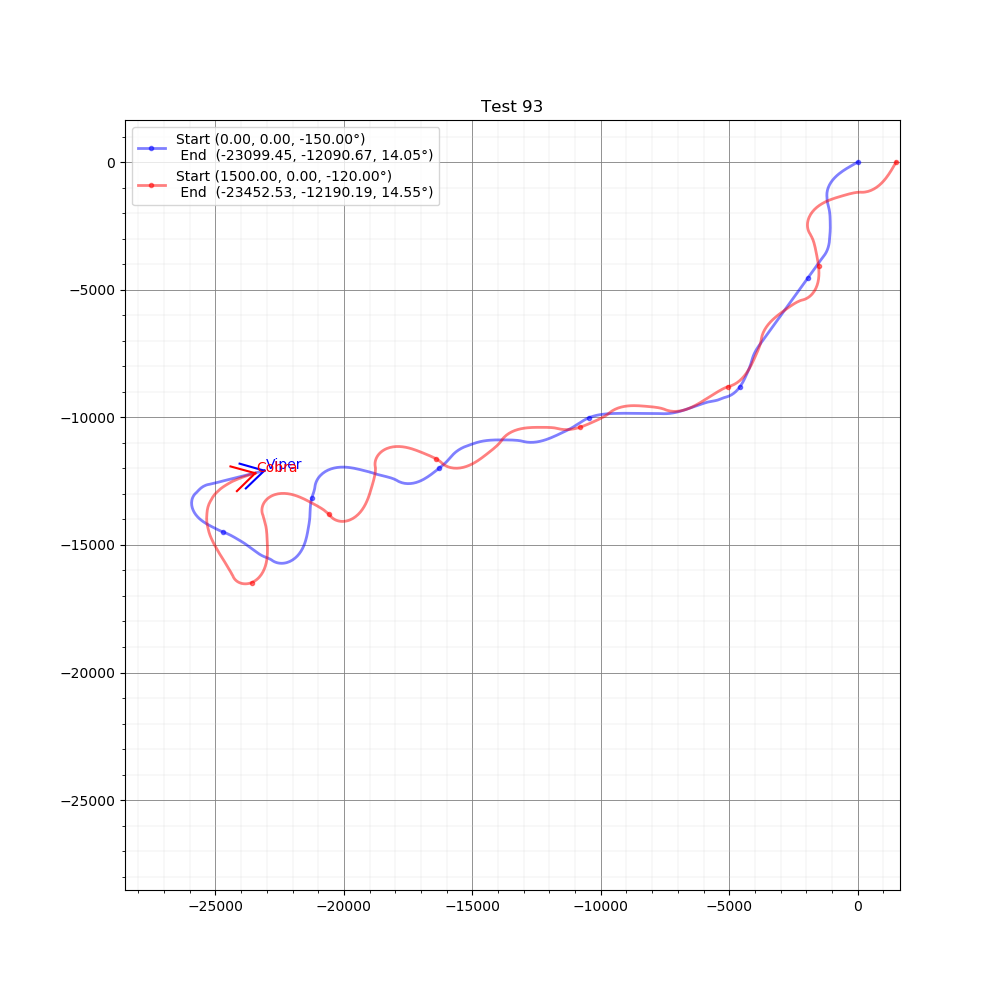 Test 93
Start (0.00, 0.00, -150.00°)
End (-23099.45, -12090.67, 14.05°)
Start (1500.00, 0.00, -120.00°)
End (-23452.53, -12190.19, 14.55°)
0
−5000
−10000
−15000
−20000
−25000
Viper
Cobra
−25000 −20000 −15000 −10000 −5000 0